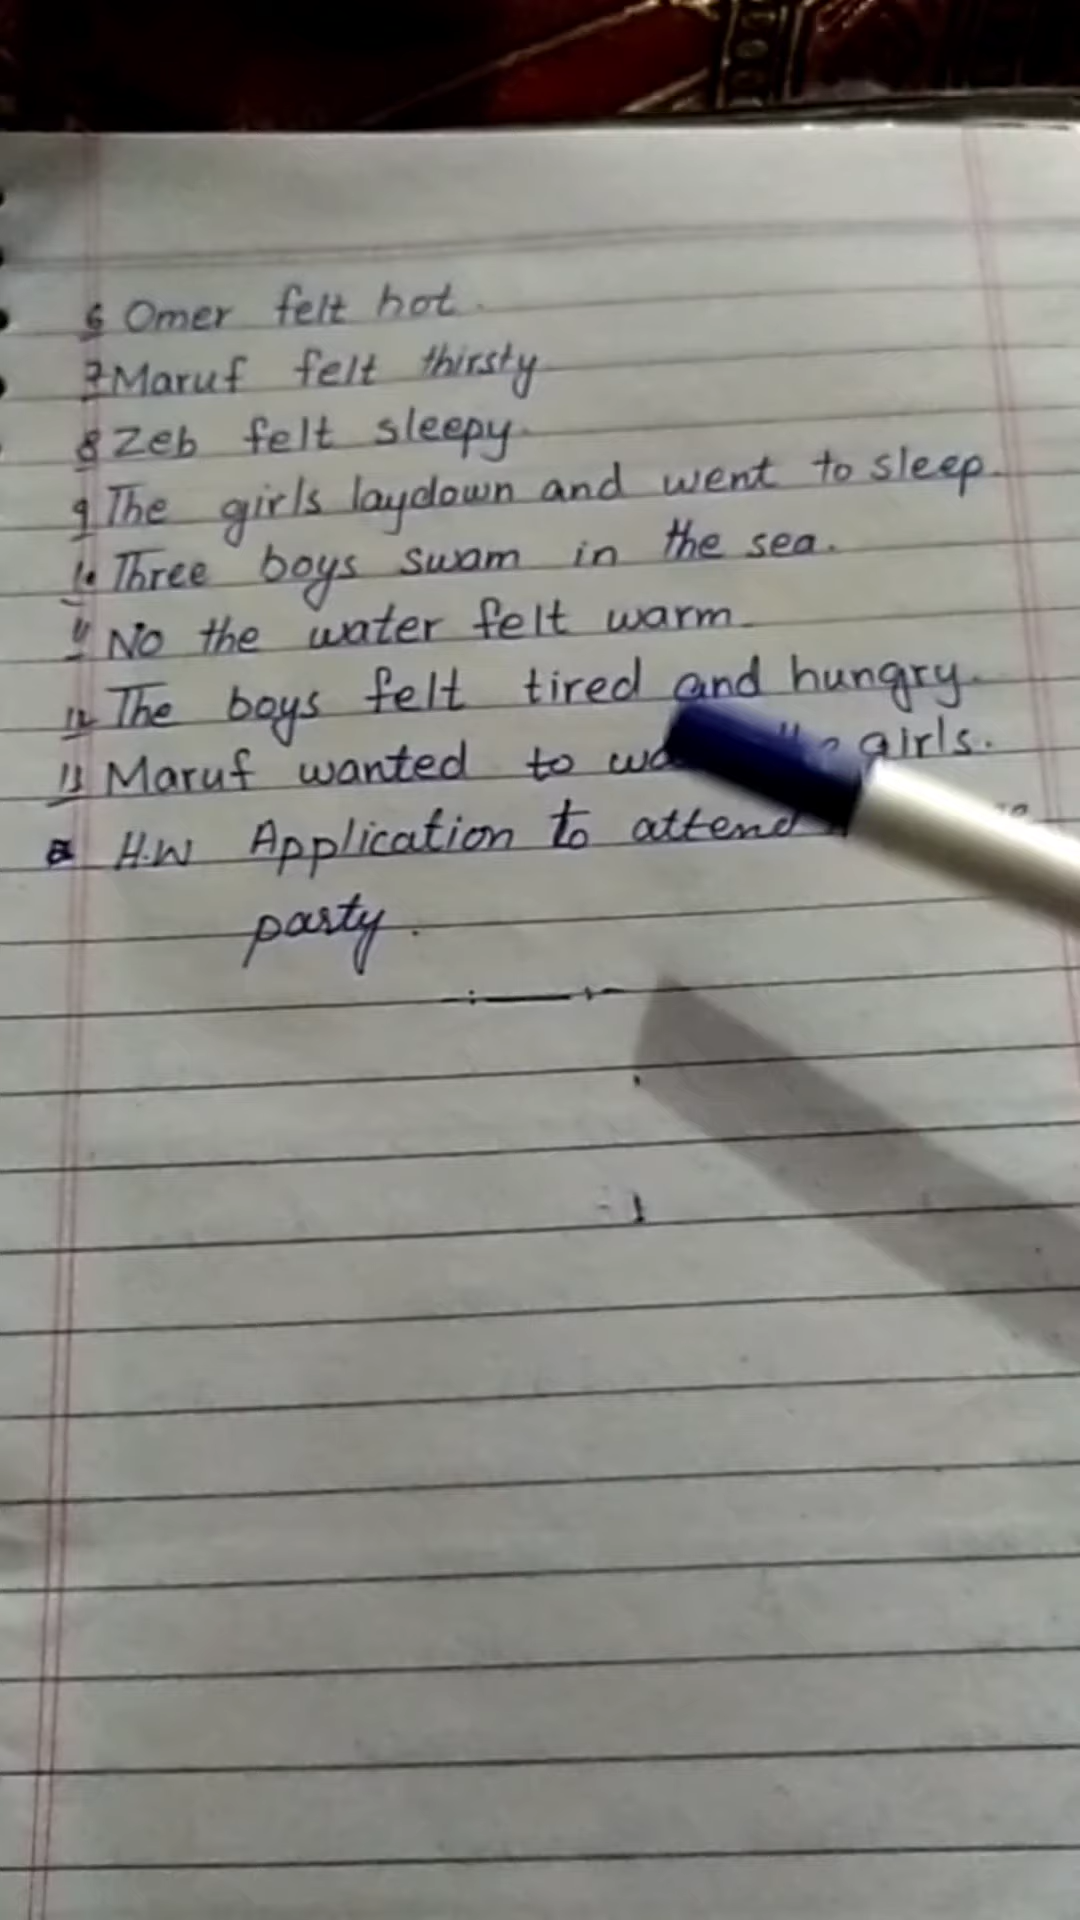 6 Omer felt hot.
7 Maruf felt thirsty
8 Zeb felt sleepy.
9 The girls laydown and went to sleep.
10 Three boys swam in the sea.
11 No the water felt warm.
12 The boys felt tired and hungry.
13 Maruf wanted to girls.
H.W Application to attend
party.